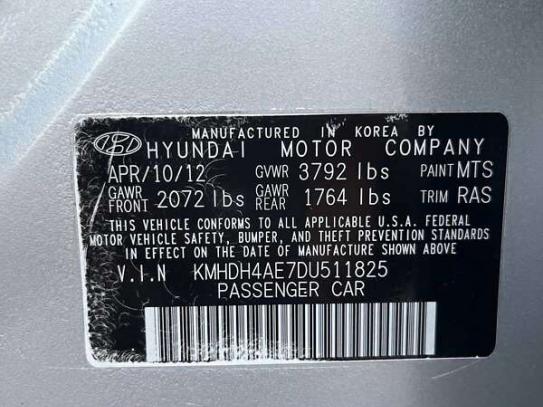 MANUFACTURED IN KOREA BY
HYUNDAI MOTOR COMPANY
APR/10/12 GVWR 3792 lbs PAINT MTS
GAWR FRONT 2072 lbs GAWR REAR 1764 lbs TRIM RAS
THIS VEHICLE CONFORMS TO ALL APPLICABLE U.S.A. FEDERAL
MOTOR VEHICLE SAFETY, BUMPER, AND THEFT PREVENTION STANDARDS
IN EFFECT ON THE DATE OF MANUFACTURE SHOWN ABOVE.
V.I.N KMHDH4AE7DU511825
PASSENGER CAR